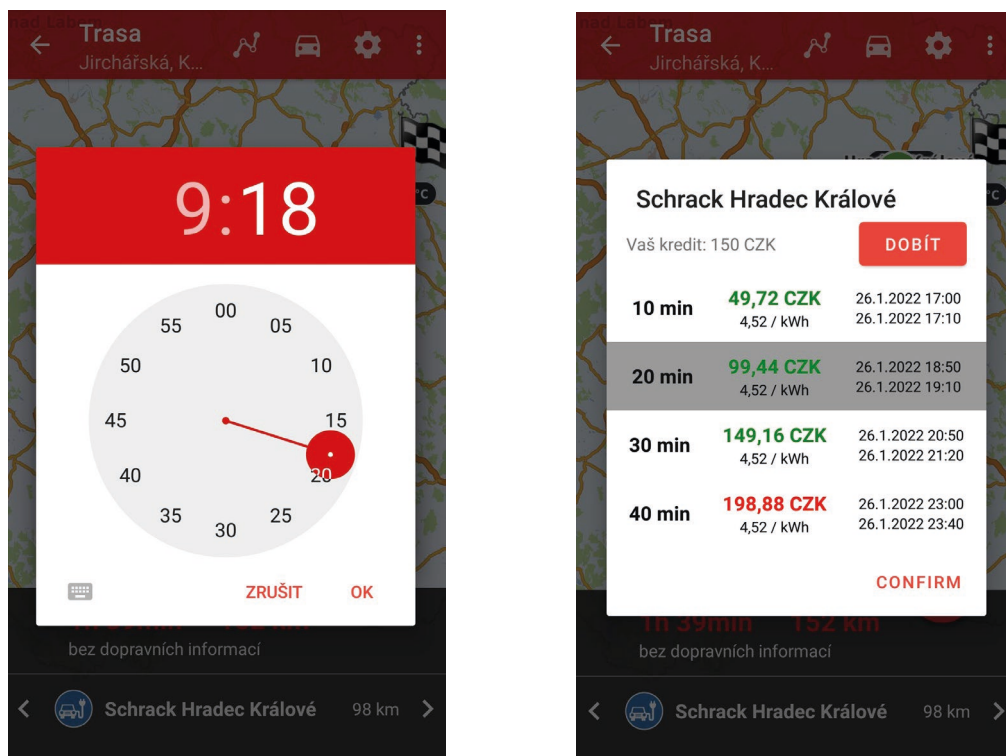 nad Labem
Trasa
Jirchářská, K...
°C
9:18
00
05
10
15
20
25
30
35
40
45
50
55
ZRUŠIT
OK
bez dopravních informací
Schrack Hradec Králové
98 km
nad Labem
Trasa
Jirchářská, K...
Hradec Králové
°C
Schrack Hradec Králové
Vaš kredit: 150 CZK
DOBÍT
10 min
49,72 CZK
4,52 / kWh
26.1.2022 17:00
26.1.2022 17:10
20 min
99,44 CZK
4,52 / kWh
26.1.2022 18:50
26.1.2022 19:10
30 min
149,16 CZK
4,52 / kWh
26.1.2022 20:50
26.1.2022 21:20
40 min
198,88 CZK
4,52 / kWh
26.1.2022 23:00
26.1.2022 23:40
CONFIRM
1h 39min 152 km
bez dopravních informací
Schrack Hradec Králové
98 km